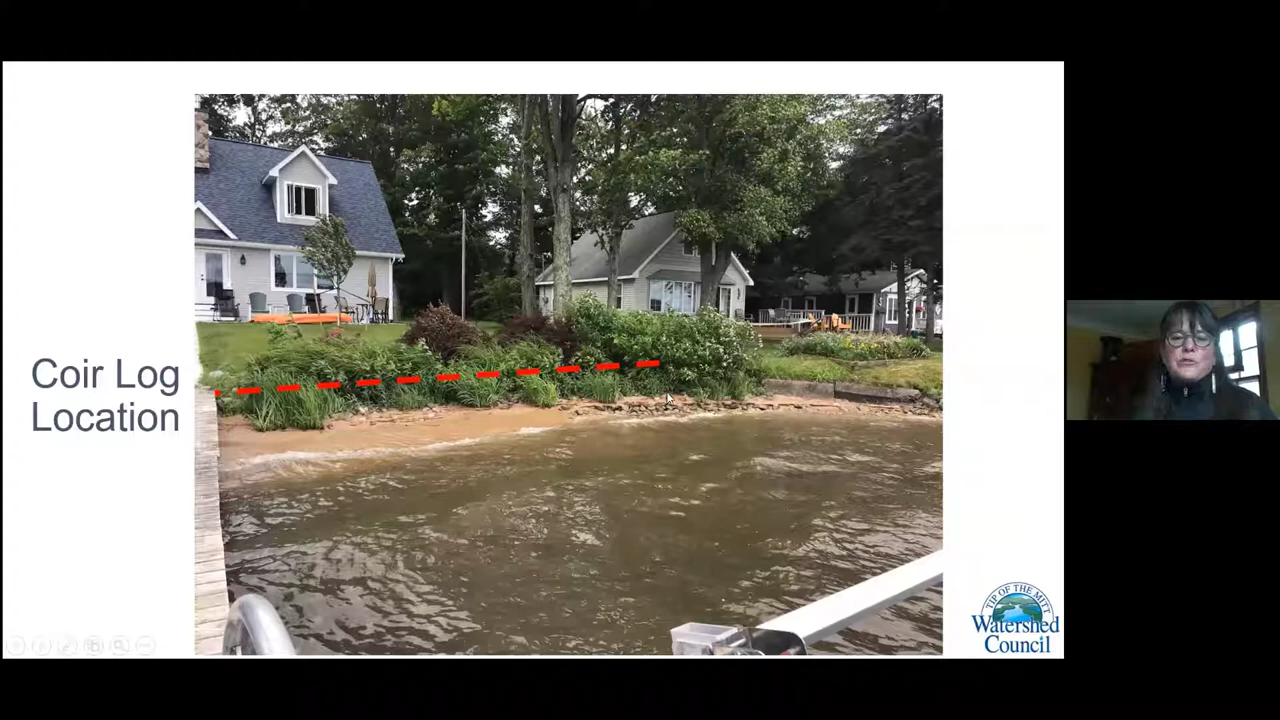 Coir Log
Location
TIP OF THE MITT
Watershed
Council